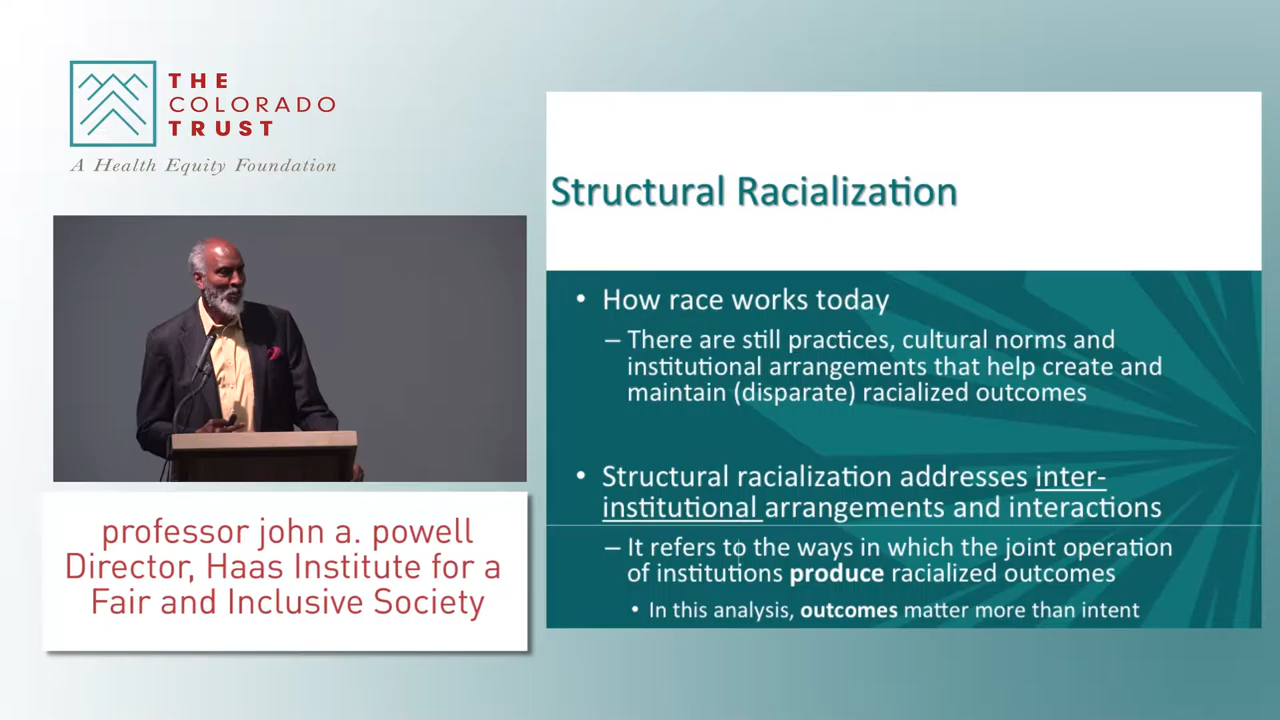 THE
COLORADO
TRUST
A Health Equity Foundation
professor john a. powell
Director, Haas Institute for a
Fair and Inclusive Society
Structural Racialization
• How race works today
– There are still practices, cultural norms and
institutional arrangements that help create and
maintain (disparate) racialized outcomes
• Structural racialization addresses inter-
institutional arrangements and interactions
– It refers to the ways in which the joint operation
of institutions produce racialized outcomes
• In this analysis, outcomes matter more than intent